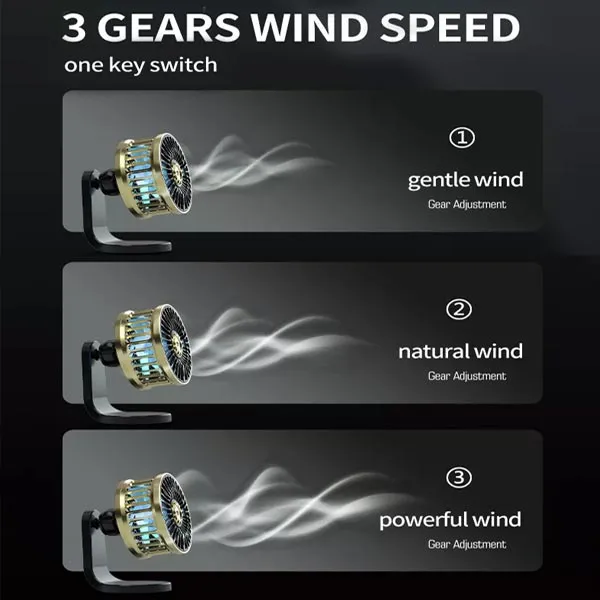 3 GEARS WIND SPEED
one key switch
①
gentle wind
Gear Adjustment
②
natural wind
Gear Adjustment
③
powerful wind
Gear Adjustment